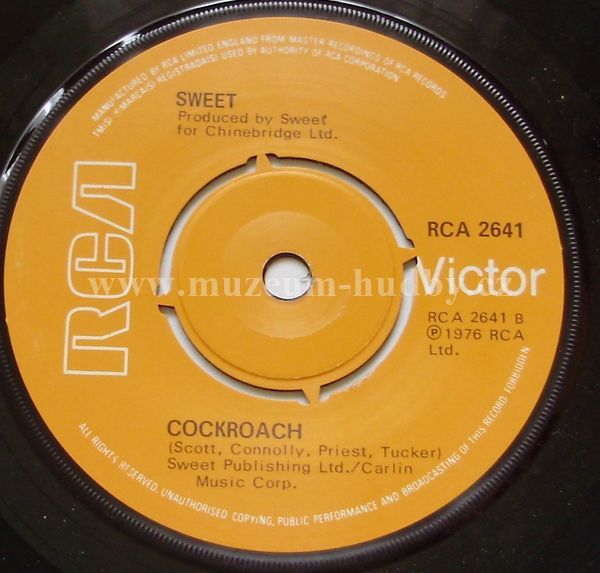 MANUFACTURED BY RCA LIMITED ENGLAND FROM MASTER RECORDINGS OF RCA RECORDS
TM(S) • MARCA(S) REGISTRADA(S) USED BY AUTHORITY OF RCA CORPORATION
SWEET
Produced by Sweet
for Chinebridge Ltd.
RCA
RCA 2641
Victor
www.muzeum-hudby.cz
RCA 2641 B
Ⓟ 1976 RCA
Ltd.
COCKROACH
(Scott, Connolly, Priest, Tucker)
Sweet Publishing Ltd./Carlin
Music Corp.
ALL RIGHTS RESERVED, UNAUTHORISED COPYING, PUBLIC PERFORMANCE AND BROADCASTING OF THIS RECORD FORBIDDEN